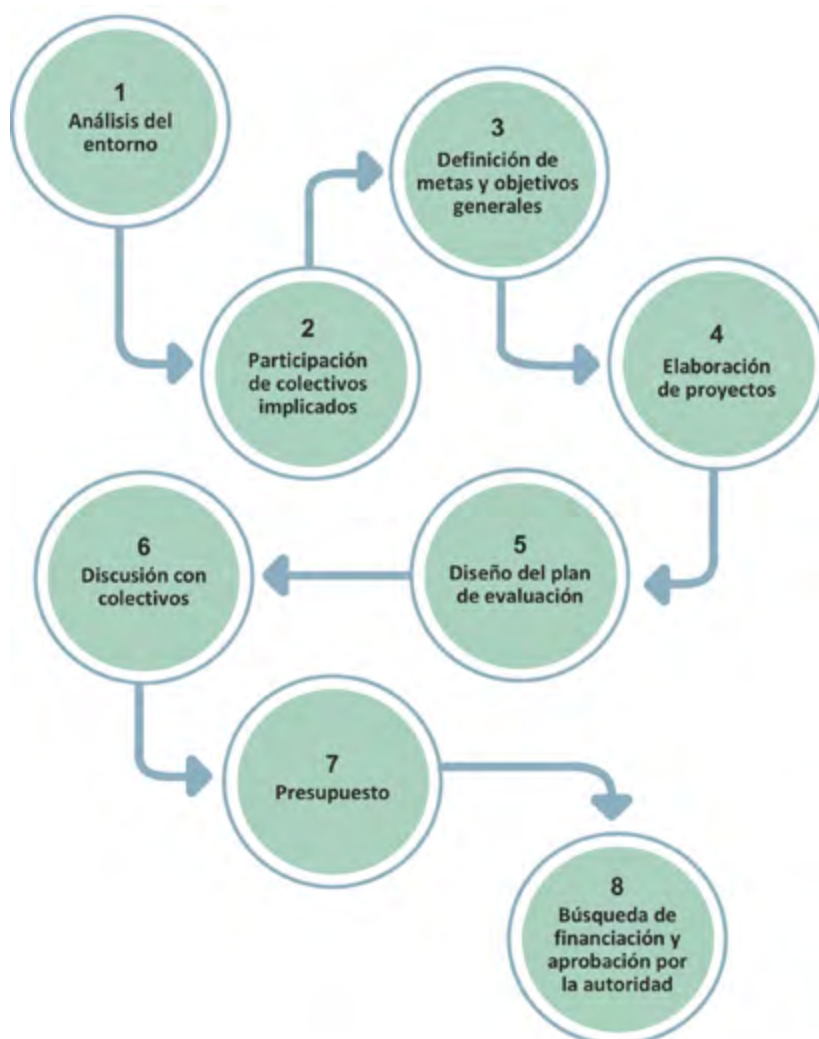 1
Análisis del
entorno
2
Participación
de colectivos
implicados
3
Definición de
metas y objetivos
generales
4
Elaboración
de proyectos
5
Diseño del plan
de evaluación
6
Discusión con
colectivos
7
Presupuesto
8
Búsqueda de
financiación y
aprobación por
la autoridad